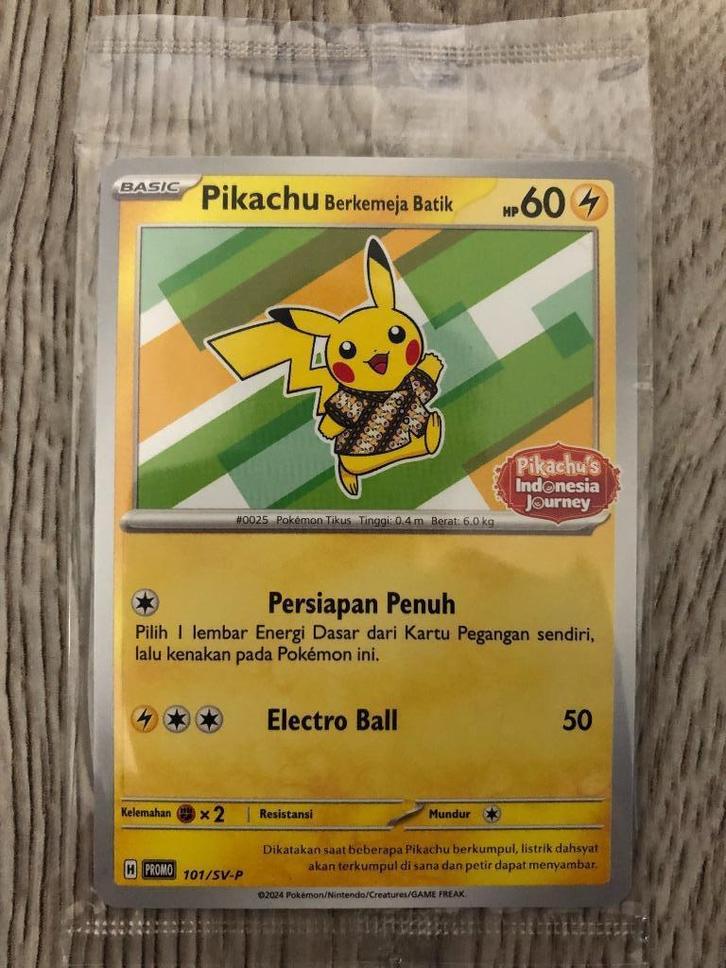 BASIC Pikachu Berkemeja Batik HP 60
Pikachu's
Indonesia
Journey
#0025 Pokémon Tikus Tinggi: 0.4 m Berat: 6.0 kg
Persiapan Penuh
Pilih 1 lembar Energi Dasar dari Kartu Pegangan sendiri,
lalu kenakan pada Pokémon ini.
Electro Ball 50
Kelemahan ×2 Resistansi Mundur
Dikatakan saat beberapa Pikachu berkumpul, listrik dahsyat
akan terkumpul di sana dan petir dapat menyambar.
H PROMO 101/SV-P
©2024 Pokémon/Nintendo/Creatures/GAME FREAK.